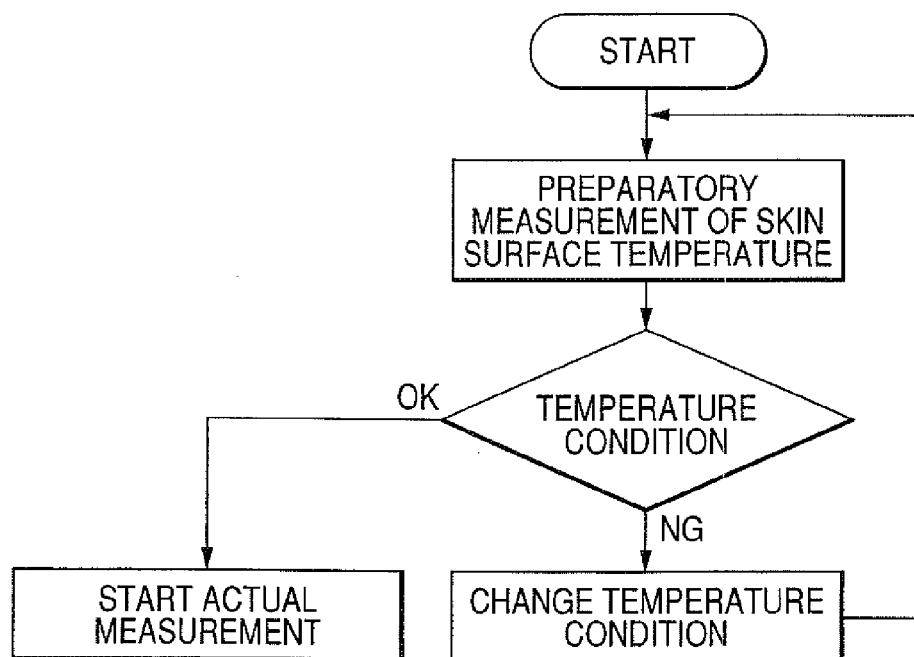 START
PREPARATORY
MEASUREMENT OF SKIN
SURFACE TEMPERATURE
OK
TEMPERATURE
CONDITION
NG
START ACTUAL
MEASUREMENT
CHANGE TEMPERATURE
CONDITION